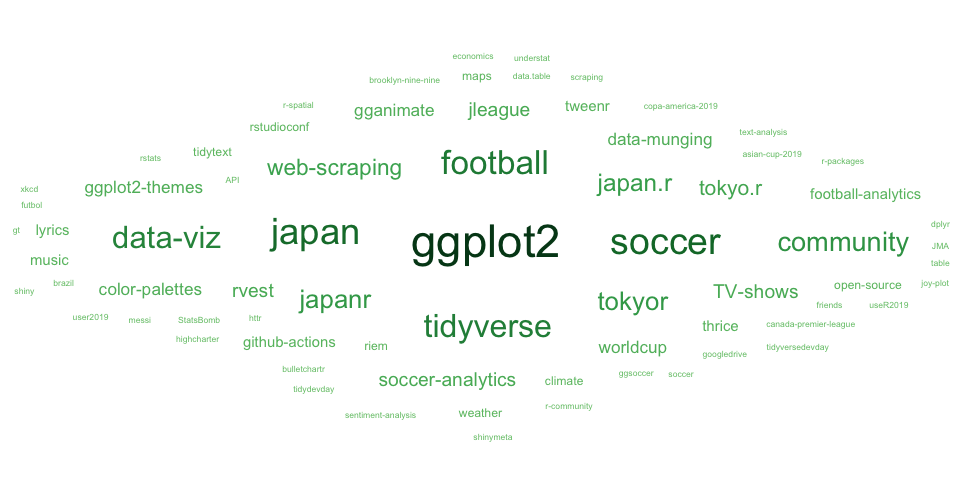 economics
understat
brooklyn-nine-nine
maps
data.table
scraping
r-spatial
gganimate
jleague
tweenr
copa-america-2019
rstudioconf
data-munging
text-analysis
rstats
tidytext
web-scraping
football
asian-cup-2019
r-packages
xkcd
ggplot2-themes
API
japan.r
tokyo.r
football-analytics
futbol
gt
lyrics
data-viz
japan
ggplot2
soccer
community
dplyr
JMA
music
table
shiny
brazil
color-palettes
rvest
japanr
tokyor
TV-shows
open-source
joy-plot
friends
useR2019
user2019
messi
StatsBomb
httr
tidyverse
thrice
canada-premier-league
highcharter
github-actions
riem
worldcup
googledrive
tidyversedevday
bulletchartr
soccer-analytics
climate
ggsoccer
soccer
tidydevday
sentiment-analysis
weather
r-community
shinymeta